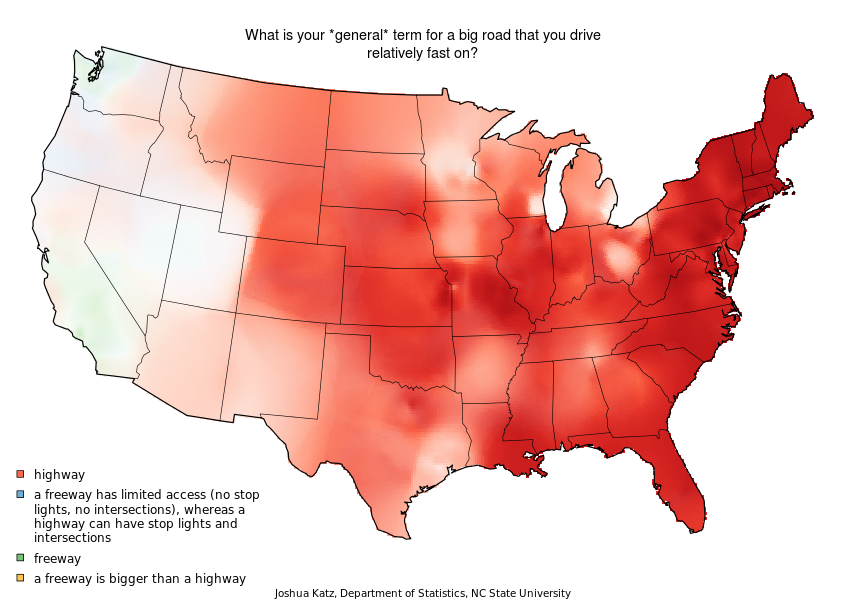 What is your *general* term for a big road that you drive
relatively fast on?
highway
a freeway has limited access (no stop
lights, no intersections), whereas a
highway can have stop lights and
intersections
freeway
a freeway is bigger than a highway
Joshua Katz, Department of Statistics, NC State University